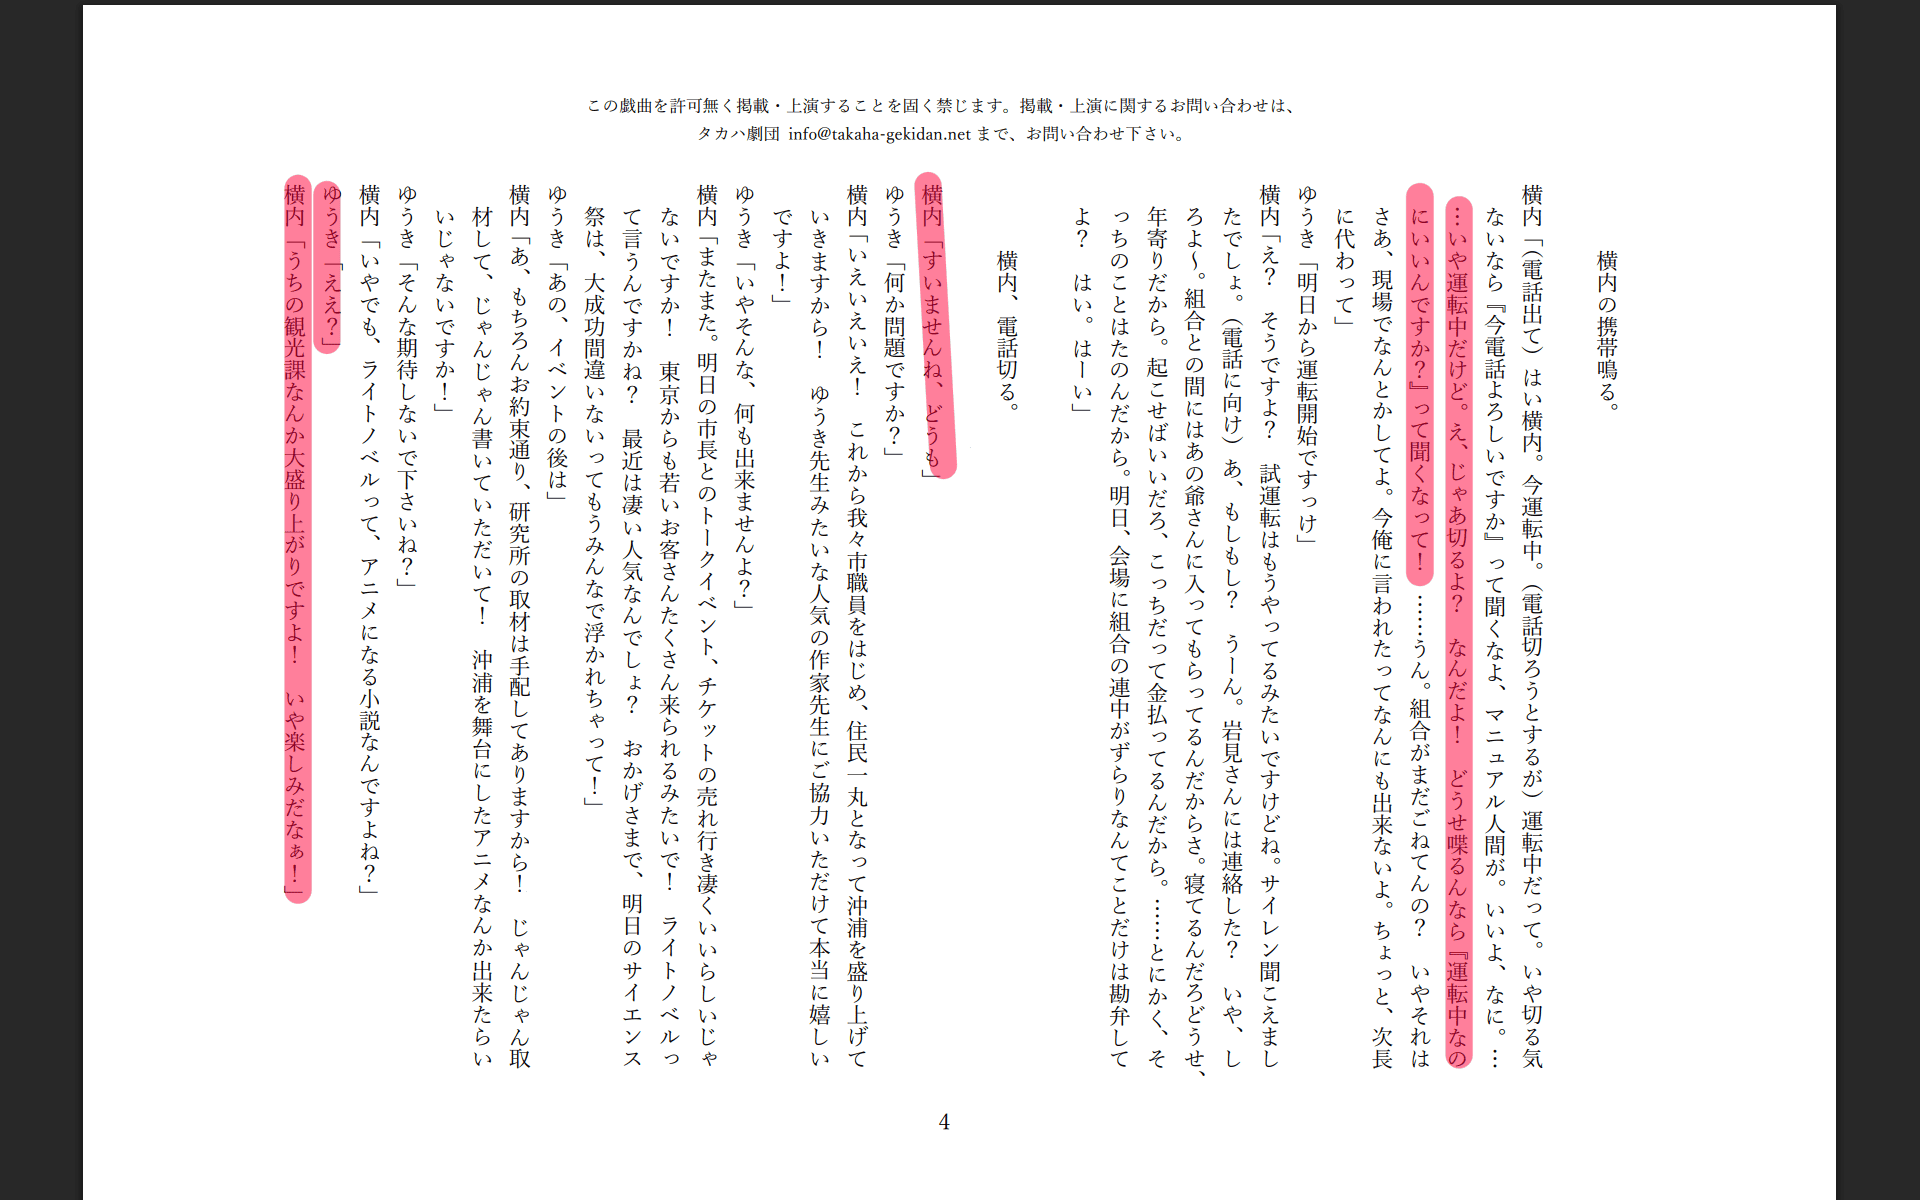 この戯曲を許可無く掲載・上演することを固く禁じます。掲載・上演に関するお問い合わせは、
タカハ劇団 info@takaha-gekidan.net まで、お問い合わせ下さい。
横内の携帯鳴る。
横内「（電話出て）はい横内。今運転中。（電話切ろうとするが）運転中だって。いや切る気
ないなら『今電話よろしいですか』って聞くなよ、マニュアル人間が。いいよ、なに。…
…いや運転中だけど。え、じゃあ切るよ？　なんだよ！　どうせ喋るんなら『運転中なの
にいいんですか？』って聞くなって！　……うん。組合がまだごねてんの？　いやそれは
さあ、現場でなんとかしてよ。今俺に言われたってなんにも出来ないよ。ちょっと、次長
に代わって」
ゆうき「明日から運転開始ですっけ」
横内「え？　そうですよ？　試運転はもうやってるみたいですけどね。サイレン聞こえまし
たでしょ。（電話に向け）あ、もしもし？　うーん。岩見さんには連絡した？　いや、し
ろよ～。組合との間にはあの爺さんに入ってもらってるんだからさ。寝てるんだろどうせ、
年寄りだから。起こせばいいだろ、こっちだって金払ってるんだから。……とにかく、そ
っちのことはたのんだから。明日、会場に組合の連中がずらりなんてことだけは勘弁して
よ？　はい。はーい」
横内、電話切る。
横内「すいませんね、どうも」
ゆうき「何か問題ですか？」
横内「いえいえいえ！　これから我々市職員をはじめ、住民一丸となって沖浦を盛り上げて
いきますから！　ゆうき先生みたいな人気の作家先生にご協力いただけて本当に嬉しい
ですよ！」
ゆうき「いやそんな、何も出来ませんよ？」
横内「またまた。明日の市長とのトークイベント、チケットの売れ行き凄くいいらしいじゃ
ないですか！　東京からも若いお客さんたくさん来られるみたいで！　ライトノベルっ
て言うんですかね？　最近は凄い人気なんでしょ？　おかげさまで、明日のサイエンス
祭は、大成功間違いないってもうみんなで浮かれちゃって！」
ゆうき「あの、イベントの後は」
横内「あ、もちろんお約束通り、研究所の取材は手配してありますから！　じゃんじゃん取
材して、じゃんじゃん書いていただいて！　沖浦を舞台にしたアニメなんか出来たらい
いじゃないですか！」
ゆうき「そんな期待しないで下さいね？」
横内「いやでも、ライトノベルって、アニメになる小説なんですよね？」
ゆうき「ええ？」
横内「うちの観光課なんか大盛り上がりですよ！　いや楽しみだなぁ！」
4